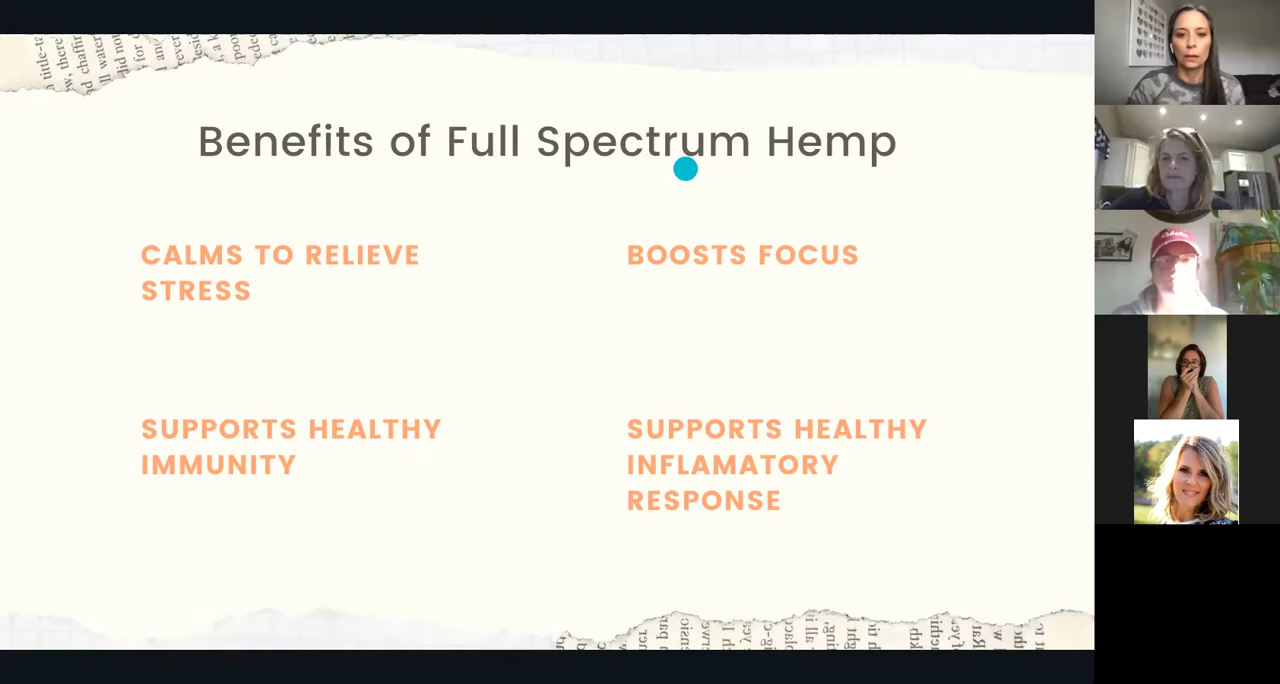 Benefits of Full Spectrum Hemp
CALMS TO RELIEVE
STRESS
BOOSTS FOCUS
SUPPORTS HEALTHY
IMMUNITY
SUPPORTS HEALTHY
INFLAMATORY
RESPONSE